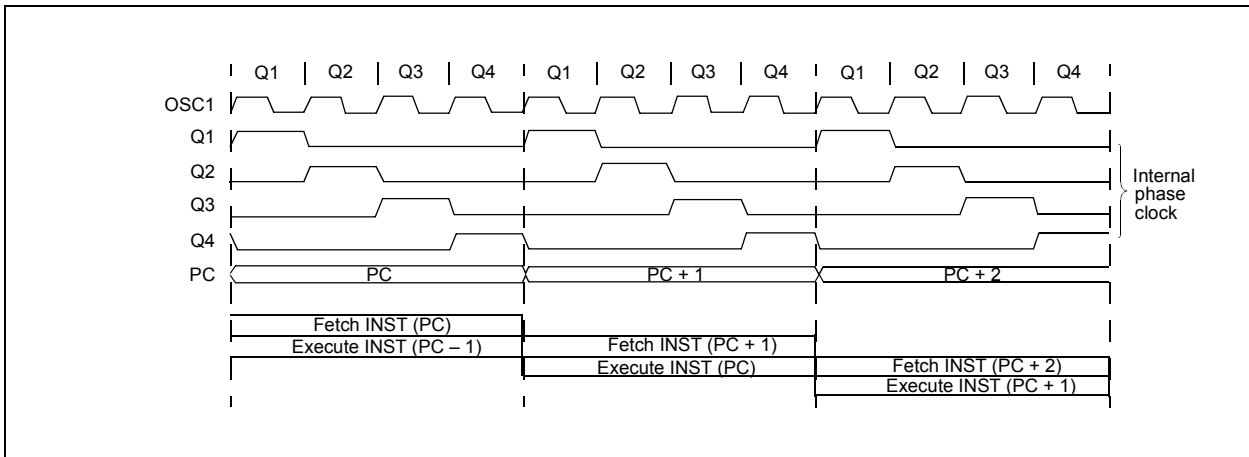 Q1 Q2 Q3 Q4 Q1 Q2 Q3 Q4 Q1 Q2 Q3 Q4
OSC1
Q1
Q2
Q3
Q4
Internal
phase
clock
PC PC PC + 1 PC + 2
Fetch INST (PC)
Execute INST (PC – 1) Fetch INST (PC + 1)
Execute INST (PC) Fetch INST (PC + 2)
Execute INST (PC + 1)